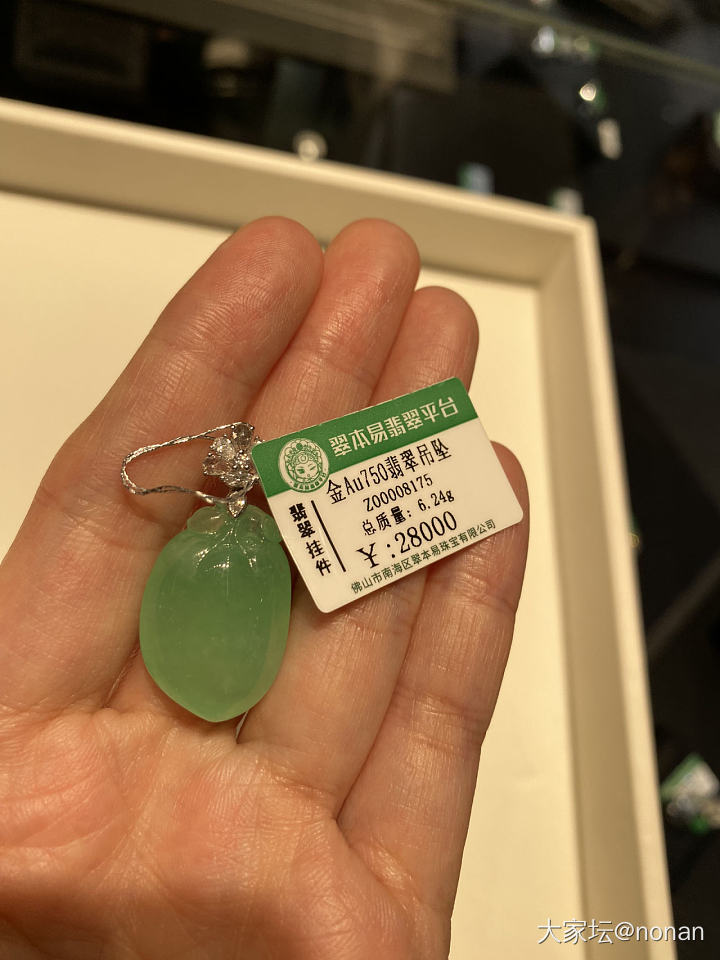 翠本易翡翠平台
翡翠挂件
金Au750翡翠吊坠
Z00008175
总质量: 6.24g
¥:28000
佛山市南海区翠本易珠宝有限公司
大家坛@nonan